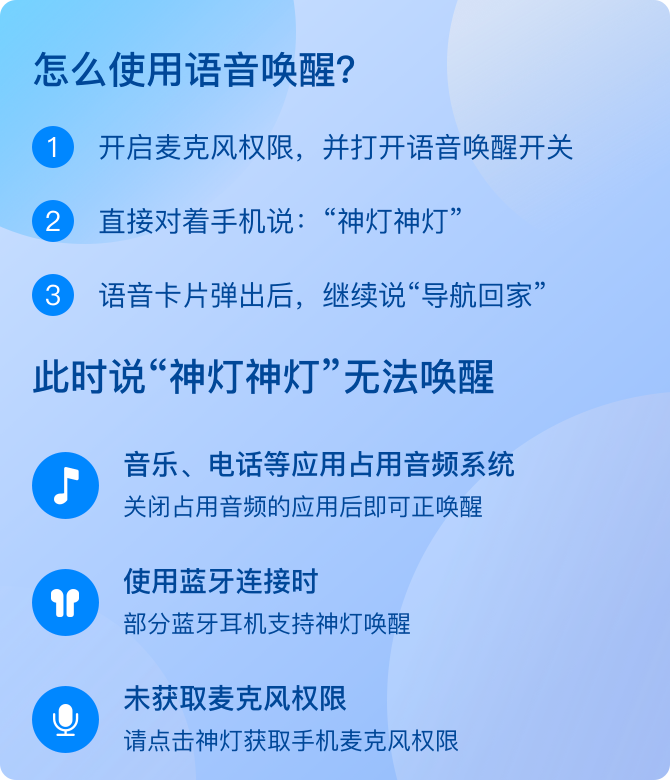 怎么使用语音唤醒?
1 开启麦克风权限，并打开语音唤醒开关
2 直接对着手机说：“神灯神灯”
3 语音卡片弹出后，继续说“导航回家”
此时说“神灯神灯”无法唤醒
音乐、电话等应用占用音频系统
关闭占用音频的应用后即可正唤醒
使用蓝牙连接时
部分蓝牙耳机支持神灯唤醒
未获取麦克风权限
请点击神灯获取手机麦克风权限